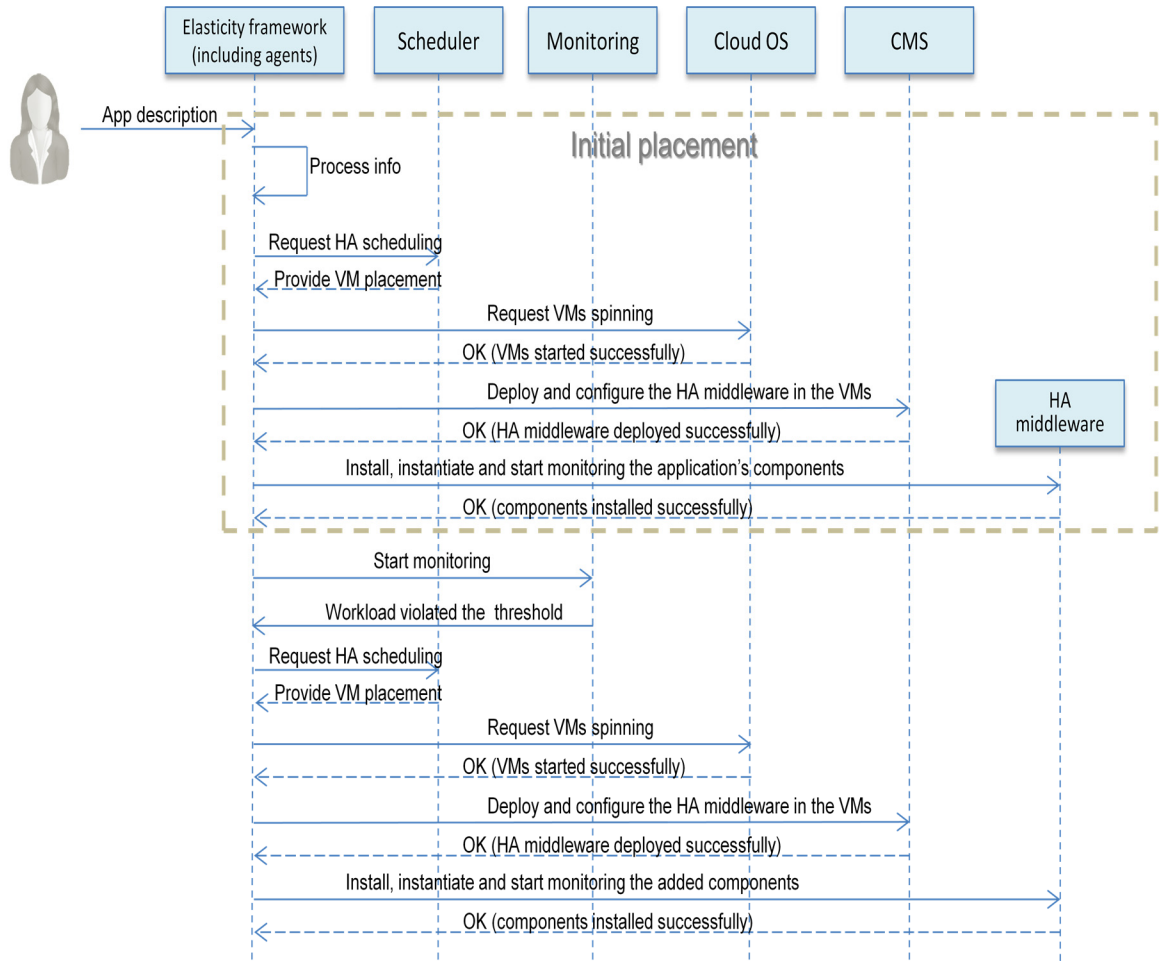 Elasticity framework
(including agents)
Scheduler
Monitoring
Cloud OS
CMS
App description
Initial placement
Process info
Request HA scheduling
Provide VM placement
Request VMs spinning
OK (VMs started successfully)
Deploy and configure the HA middleware in the VMs
HA
middleware
OK (HA middleware deployed successfully)
Install, instantiate and start monitoring the application's components
OK (components installed successfully)
Start monitoring
Workload violated the threshold
Request HA scheduling
Provide VM placement
Request VMs spinning
OK (VMs started successfully)
Deploy and configure the HA middleware in the VMs
OK (HA middleware deployed successfully)
Install, instantiate and start monitoring the added components
OK (components installed successfully)